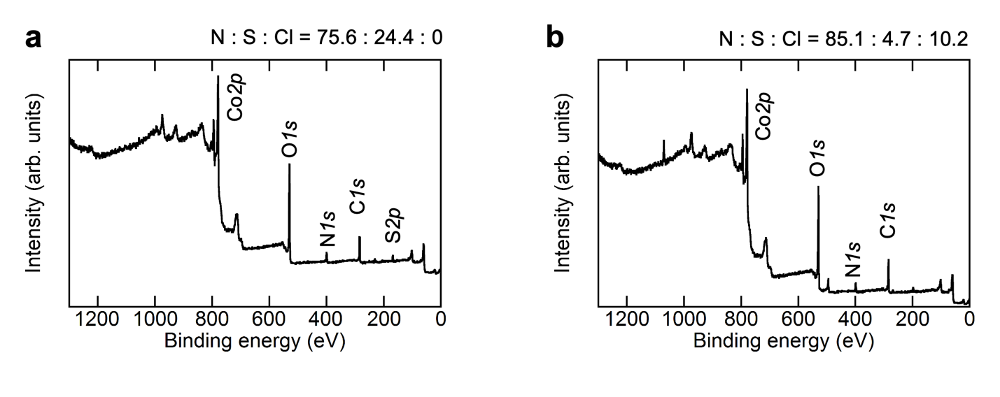 a
N : S : Cl = 75.6 : 24.4 : 0
Intensity (arb. units)
Co2p
O1s
N1s
C1s
S2p
1200 1000 800 600 400 200 0
Binding energy (eV)
b
N : S : Cl = 85.1 : 4.7 : 10.2
Intensity (arb. units)
Co2p
O1s
N1s
C1s
1200 1000 800 600 400 200 0
Binding energy (eV)